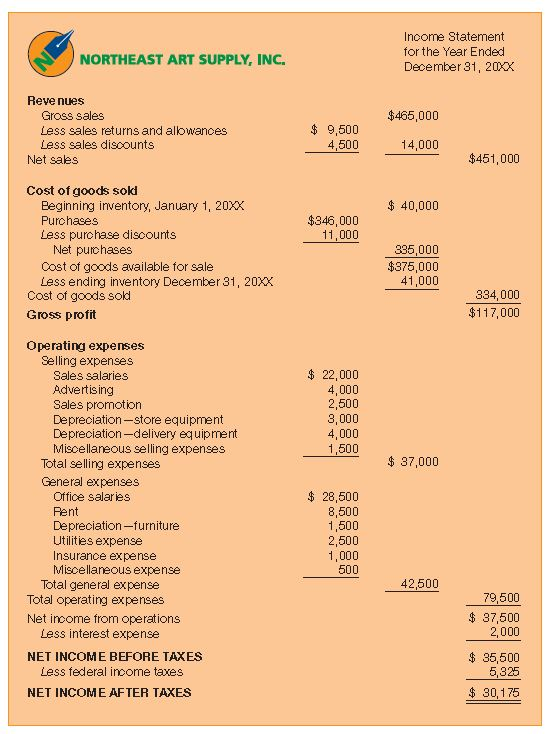 Income Statement
NORTHEAST ART SUPPLY, INC. for the Year Ended
December 31, 20XX
Revenues
Gross sales $465,000
Less sales returns and allowances $ 9,500
Less sales discounts 4,500 14,000
Net sales $451,000
Cost of goods sold
Beginning inventory, January 1, 20XX $ 40,000
Purchases $346,000
Less purchase discounts 11,000
Net purchases 335,000
Cost of goods available for sale $375,000
Less ending inventory December 31, 20XX 41,000
Cost of goods sold 334,000
Gross profit $117,000
Operating expenses
Selling expenses
Sales salaries $ 22,000
Advertising 4,000
Sales promotion 2,500
Depreciation—store equipment 3,000
Depreciation—delivery equipment 4,000
Miscellaneous selling expenses 1,500
Total selling expenses $ 37,000
General expenses
Office salaries $ 28,500
Rent 8,500
Depreciation—furniture 1,500
Utilities expense 2,500
Insurance expense 1,000
Miscellaneous expense 500
Total general expense 42,500
Total operating expenses 79,500
Net income from operations $ 37,500
Less interest expense 2,000
NET INCOME BEFORE TAXES $ 35,500
Less federal income taxes 5,325
NET INCOME AFTER TAXES $ 30,175